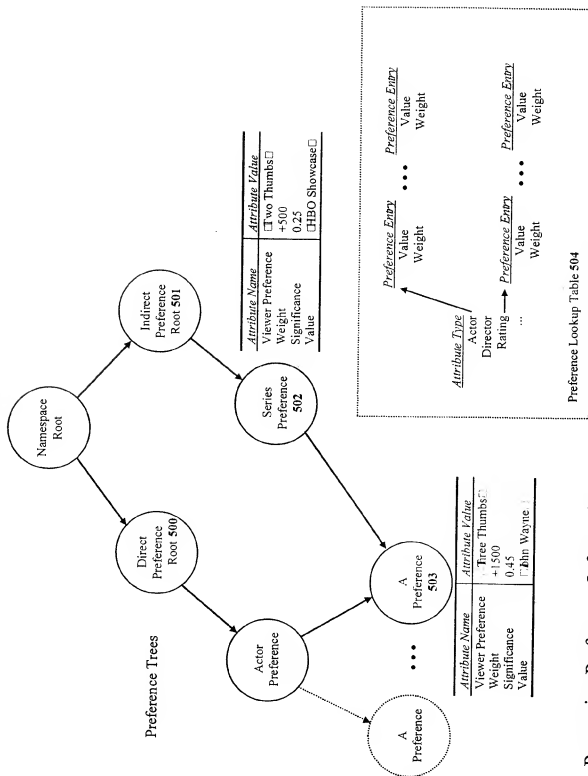 Preference Trees
Namespace
Root
Direct
Preference
Root 500
Indirect
Preference
Root 501
Actor
Preference
Series
Preference
502
A
Preference
• • •
A
Preference
503
Attribute Name Attribute Value
Viewer Preference □Two Thumbs□
Weight +500
Significance 0.25
Value □HBO Showcase□
Attribute Name Attribute Value
Viewer Preference Three Thumbs□
Weight +1500
Significance 0.45
Value □John Wayne□
Attribute Type
Actor
Director
Rating
...
Preference Entry • • • Preference Entry
Value Value
Weight Weight
Preference Entry • • • Preference Entry
Value Value
Weight Weight
Preference Lookup Table 504